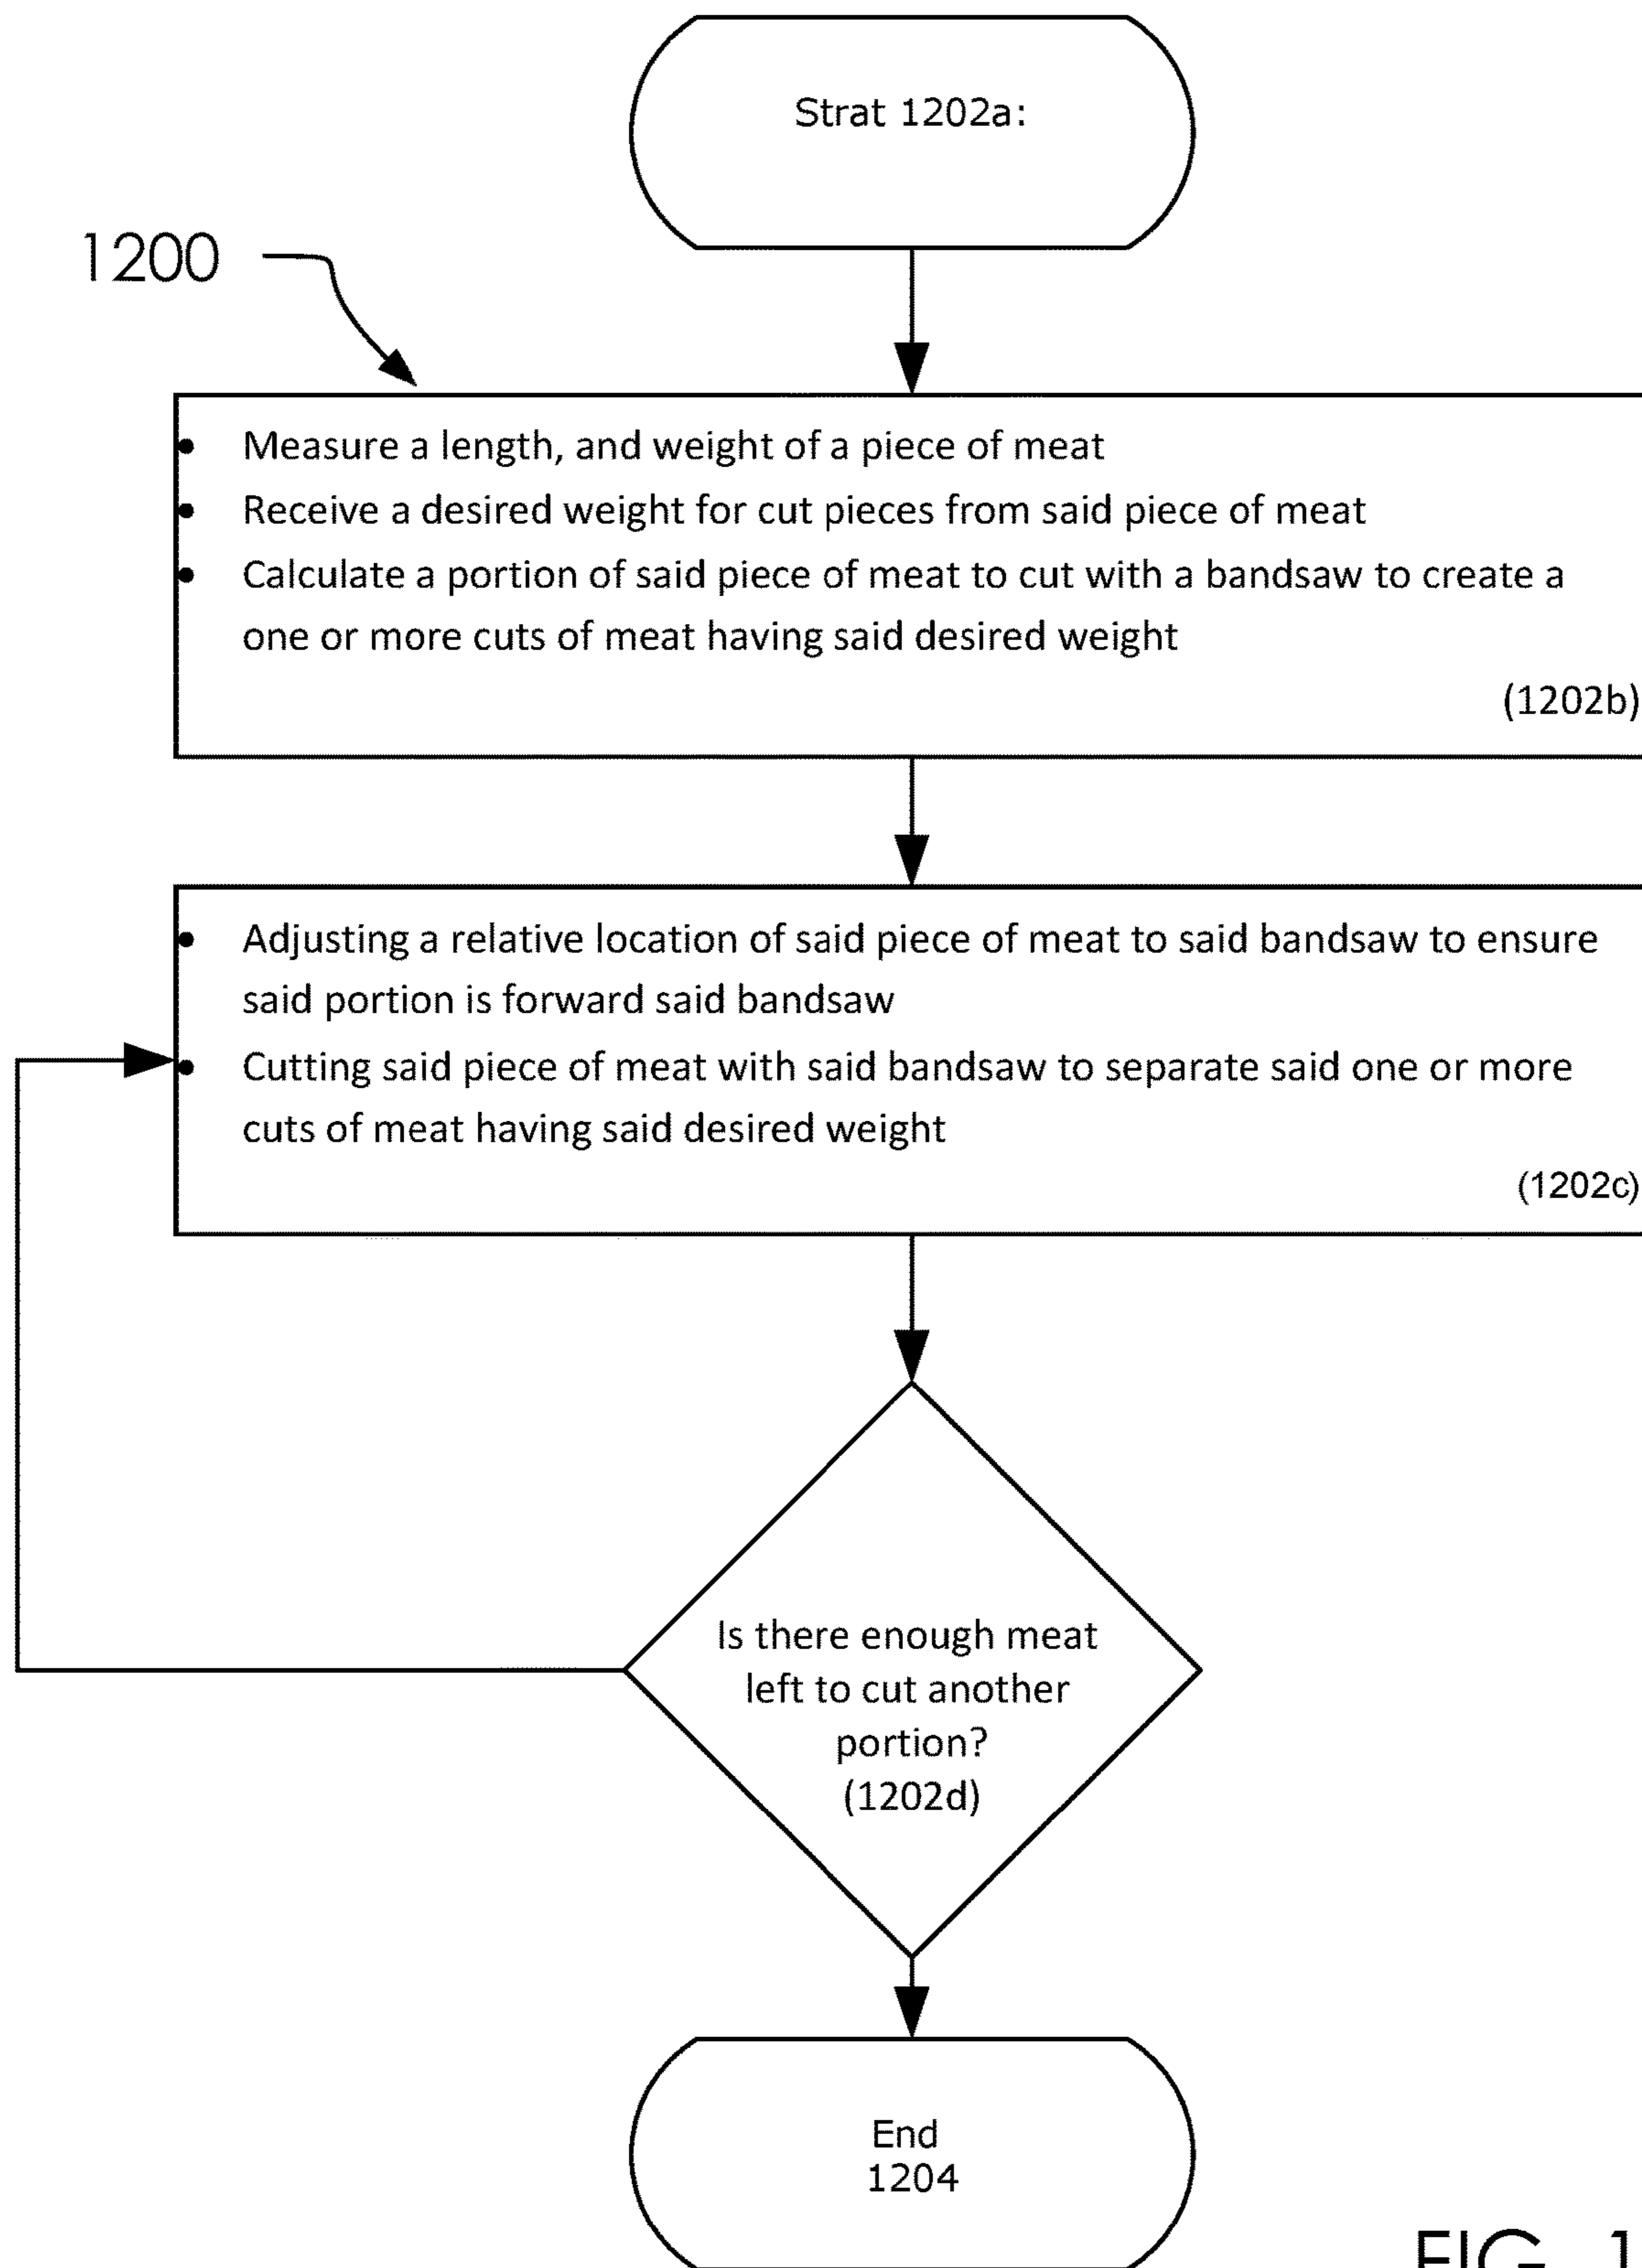 Strat 1202a:
1200
• Measure a length, and weight of a piece of meat
• Receive a desired weight for cut pieces from said piece of meat
• Calculate a portion of said piece of meat to cut with a bandsaw to create a
one or more cuts of meat having said desired weight
(1202b)
• Adjusting a relative location of said piece of meat to said bandsaw to ensure
said portion is forward said bandsaw
• Cutting said piece of meat with said bandsaw to separate said one or more
cuts of meat having said desired weight
(1202c)
Is there enough meat
left to cut another
portion?
(1202d)
End
1204
FIG. 1